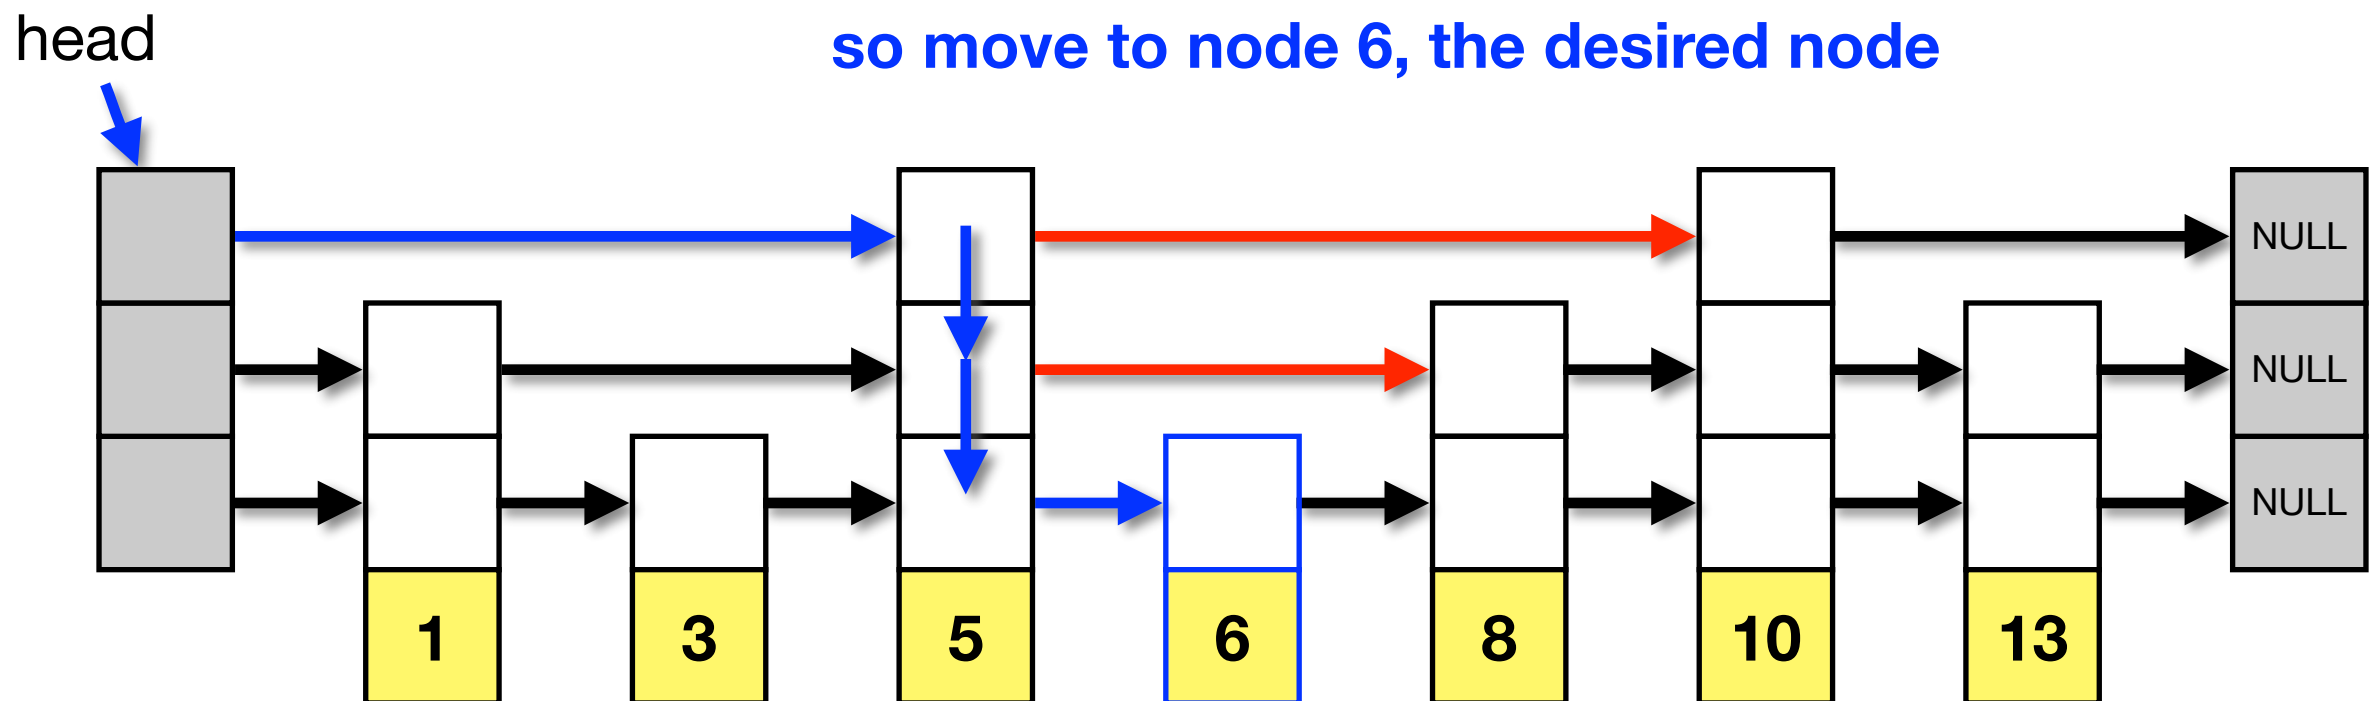 head
so move to node 6, the desired node
NULL
NULL
NULL
1 3 5 6 8 10 13